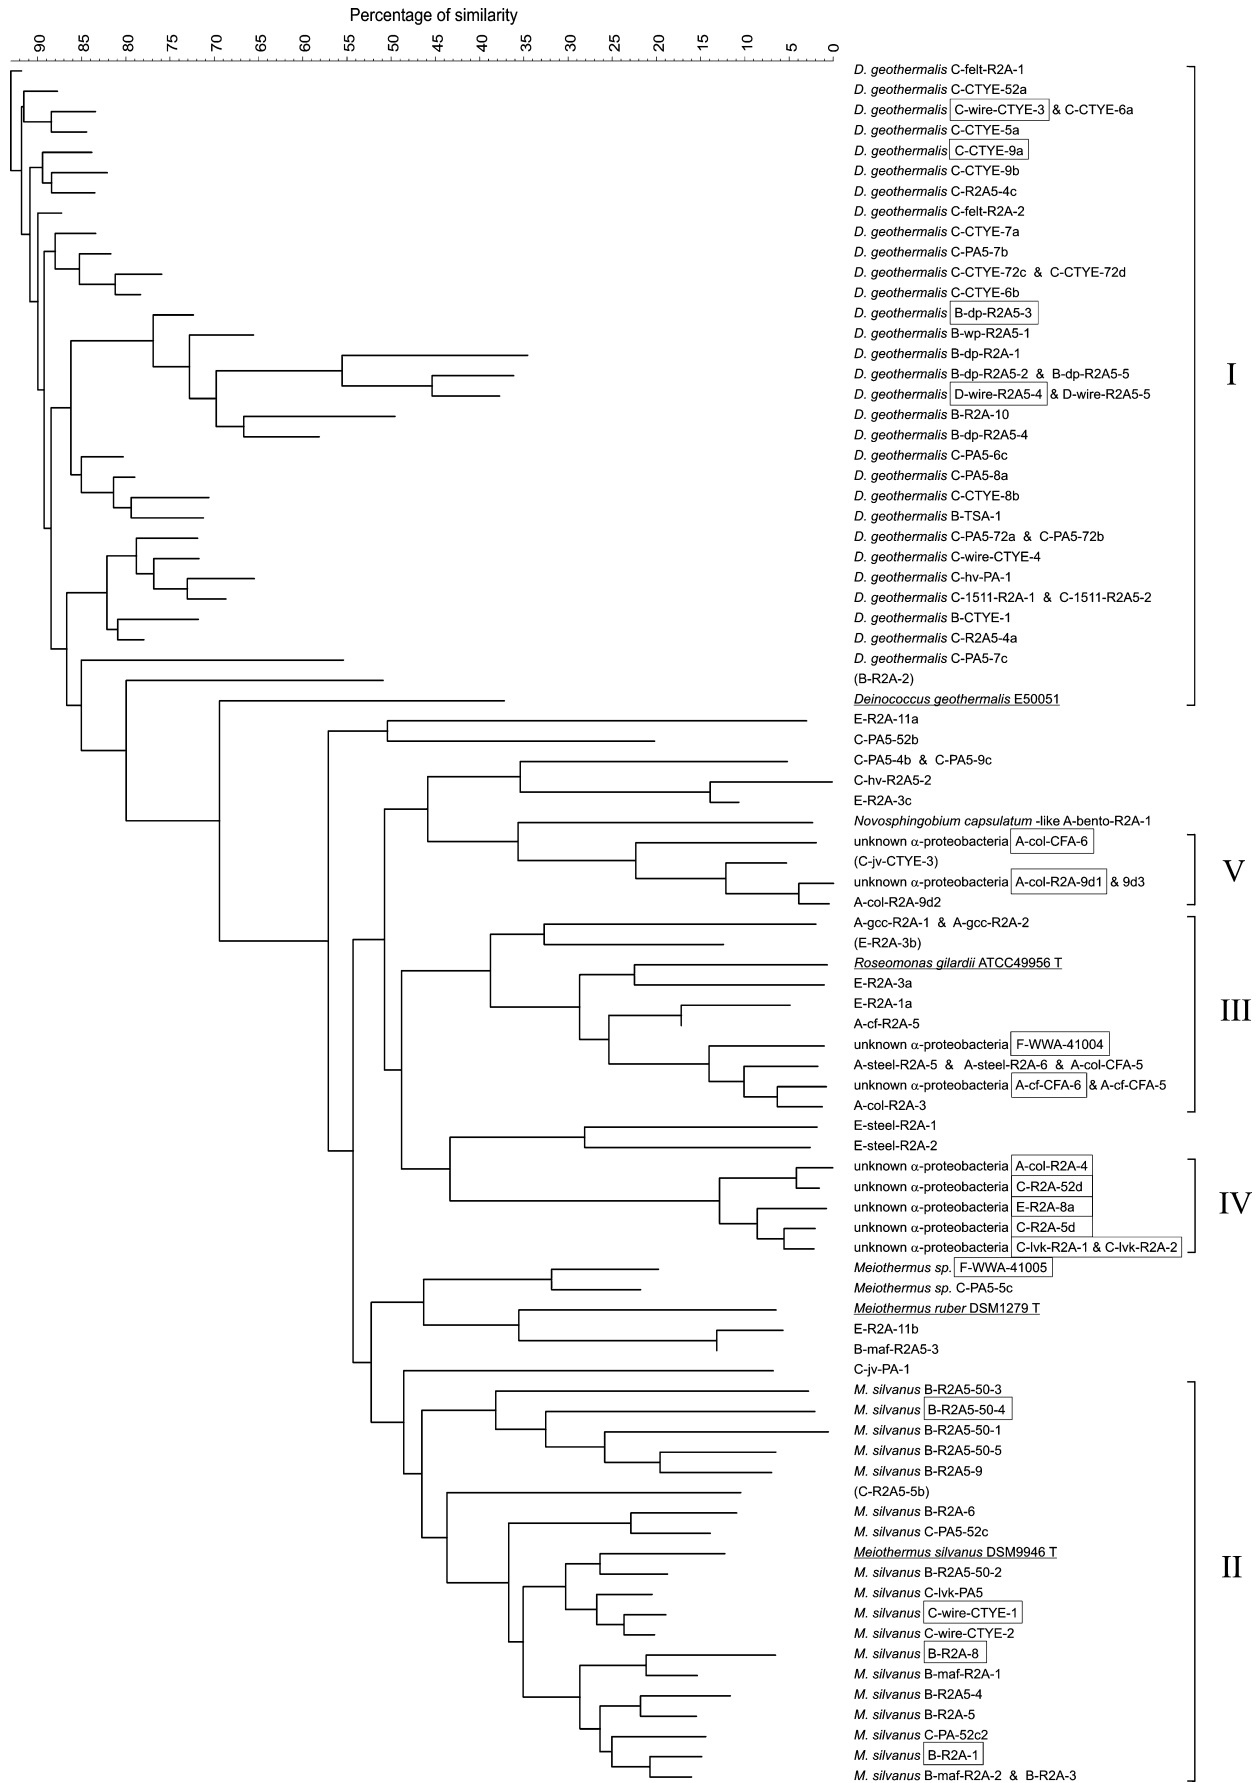 Percentage of similarity
90 85 80 75 70 65 60 55 50 45 40 35 30 25 20 15 10 5 0
D. geothermalis C-felt-R2A-1
D. geothermalis C-CTYE-52a
D. geothermalis C-wire-CTYE-3 & C-CTYE-6a
D. geothermalis C-CTYE-5a
D. geothermalis C-CTYE-9a
D. geothermalis C-CTYE-9b
D. geothermalis C-R2A5-4c
D. geothermalis C-felt-R2A-2
D. geothermalis C-CTYE-7a
D. geothermalis C-PA5-7b
D. geothermalis C-CTYE-72c & C-CTYE-72d
D. geothermalis C-CTYE-6b
D. geothermalis B-dp-R2A5-3
D. geothermalis B-wp-R2A5-1
D. geothermalis B-dp-R2A-1
D. geothermalis B-dp-R2A5-2 & B-dp-R2A5-5
I
D. geothermalis D-wire-R2A5-4 & D-wire-R2A5-5
D. geothermalis B-R2A-10
D. geothermalis B-dp-R2A5-4
D. geothermalis C-PA5-6c
D. geothermalis C-PA5-8a
D. geothermalis C-CTYE-8b
D. geothermalis B-TSA-1
D. geothermalis C-PA5-72a & C-PA5-72b
D. geothermalis C-wire-CTYE-4
D. geothermalis C-hv-PA-1
D. geothermalis C-1511-R2A-1 & C-1511-R2A5-2
D. geothermalis B-CTYE-1
D. geothermalis C-R2A5-4a
D. geothermalis C-PA5-7c
(B-R2A-2)
Deinococcus geothermalis E50051
E-R2A-11a
C-PA5-52b
C-PA5-4b & C-PA5-9c
C-hv-R2A5-2
E-R2A-3c
Novosphingobium capsulatum -like A-bento-R2A-1
unknown α-proteobacteria A-col-CFA-6
(C-jv-CTYE-3)
V
unknown α-proteobacteria A-col-R2A-9d1 & 9d3
A-col-R2A-9d2
A-gcc-R2A-1 & A-gcc-R2A-2
(E-R2A-3b)
Roseomonas gilardii ATCC49956 T
E-R2A-3a
E-R2A-1a
III
A-cf-R2A-5
unknown α-proteobacteria F-WWA-41004
A-steel-R2A-5 & A-steel-R2A-6 & A-col-CFA-5
unknown α-proteobacteria A-cf-CFA-6 & A-cf-CFA-5
A-col-R2A-3
E-steel-R2A-1
E-steel-R2A-2
unknown α-proteobacteria A-col-R2A-4
unknown α-proteobacteria C-R2A-52d
IV
unknown α-proteobacteria E-R2A-8a
unknown α-proteobacteria C-R2A-5d
unknown α-proteobacteria C-lvk-R2A-1 & C-lvk-R2A-2
Meiothermus sp. F-WWA-41005
Meiothermus sp. C-PA5-5c
Meiothermus ruber DSM1279 T
E-R2A-11b
B-maf-R2A5-3
C-jv-PA-1
M. silvanus B-R2A5-50-3
M. silvanus B-R2A5-50-4
M. silvanus B-R2A5-50-1
M. silvanus B-R2A5-50-5
M. silvanus B-R2A5-9
(C-R2A5-5b)
M. silvanus B-R2A-6
M. silvanus C-PA5-52c
Meiothermus silvanus DSM9946 T
II
M. silvanus B-R2A5-50-2
M. silvanus C-lvk-PA5
M. silvanus C-wire-CTYE-1
M. silvanus C-wire-CTYE-2
M. silvanus B-R2A-8
M. silvanus B-maf-R2A-1
M. silvanus B-R2A5-4
M. silvanus B-R2A-5
M. silvanus C-PA-52c2
M. silvanus B-R2A-1
M. silvanus B-maf-R2A-2 & B-R2A-3